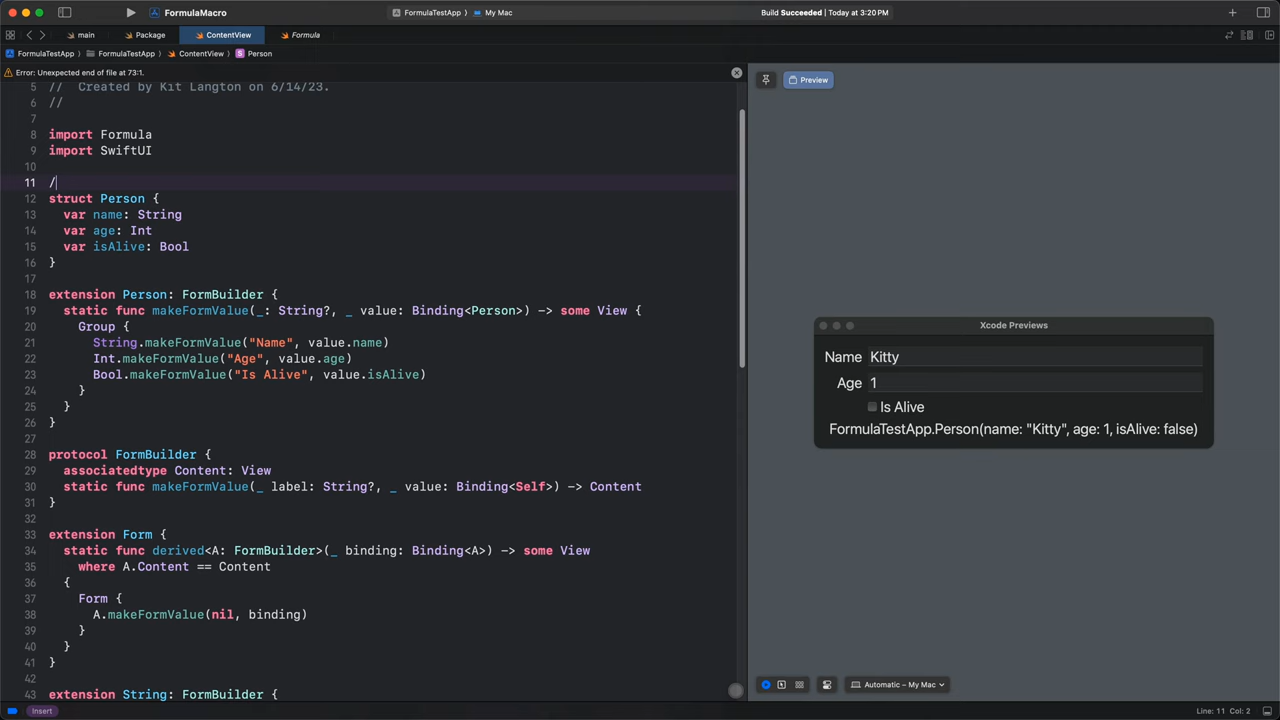 FormulaMacro
FormulaTestApp
My Mac
Build Succeeded | Today at 3:20 PM
main
Package
ContentView
Formula
FormulaTestApp
FormulaTestApp
ContentView
S Person
Error: Unexpected end of file at 73:1.
5 //  Created by Kit Langton on 6/14/23.
6 //
7
8 import Formula
9 import SwiftUI
10
11 /
12 struct Person {
13   var name: String
14   var age: Int
15   var isAlive: Bool
16 }
17
18 extension Person: FormBuilder {
19   static func makeFormValue(_: String?, _ value: Binding<Person>) -> some View {
20     Group {
21       String.makeFormValue("Name", value.name)
22       Int.makeFormValue("Age", value.age)
23       Bool.makeFormValue("Is Alive", value.isAlive)
24     }
25   }
26 }
27
28 protocol FormBuilder {
29   associatedtype Content: View
30   static func makeFormValue(_ label: String?, _ value: Binding<Self>) -> Content
31 }
32
33 extension Form {
34   static func derived<A: FormBuilder>(_ binding: Binding<A>) -> some View
35     where A.Content == Content
36   {
37     Form {
38       A.makeFormValue(nil, binding)
39     }
40   }
41 }
42
43 extension String: FormBuilder {
Preview
Xcode Previews
Name Kitty
Age 1
Is Alive
FormulaTestApp.Person(name: "Kitty", age: 1, isAlive: false)
Automatic – My Mac
Insert
Line: 11 Col: 2